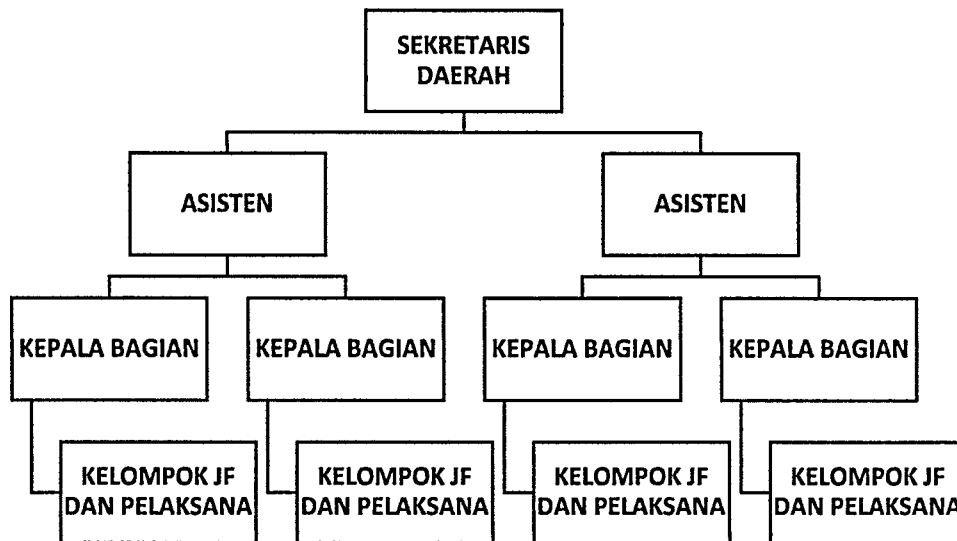 SEKRETARIS
DAERAH
ASISTEN
ASISTEN
KEPALA BAGIAN
KEPALA BAGIAN
KEPALA BAGIAN
KEPALA BAGIAN
KELOMPOK JF
DAN PELAKSANA
KELOMPOK JF
DAN PELAKSANA
KELOMPOK JF
DAN PELAKSANA
KELOMPOK JF
DAN PELAKSANA